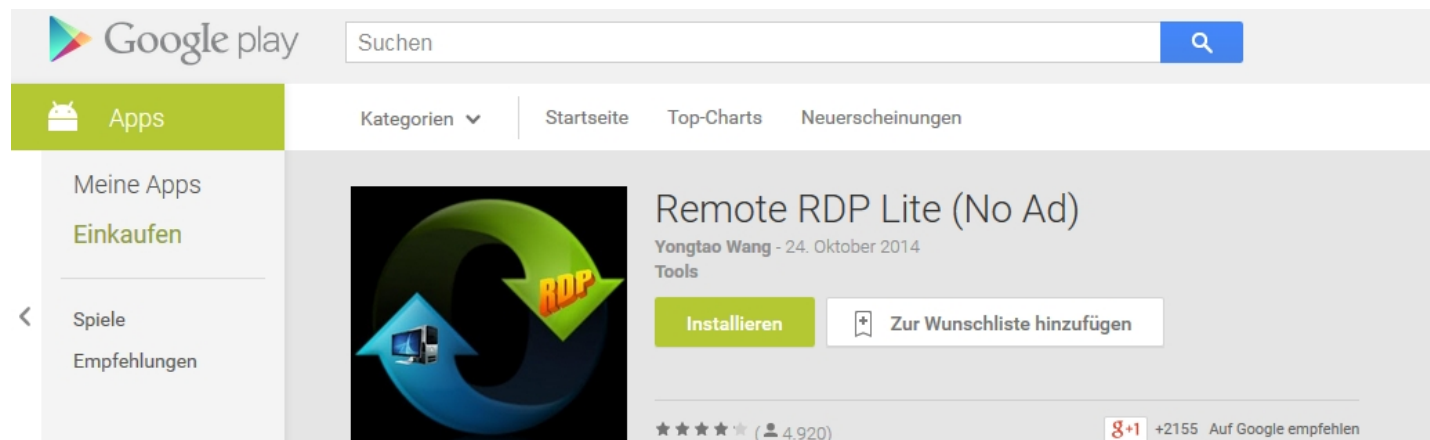 Google play
Suchen
Apps
Kategorien
Startseite
Top-Charts
Neuerscheinungen
Meine Apps
Einkaufen
Spiele
Empfehlungen
RDP
Remote RDP Lite (No Ad)
Yongtao Wang - 24. Oktober 2014
Tools
Installieren
Zur Wunschliste hinzufügen
(4,920)
g+1 +2155 Auf Google empfehlen